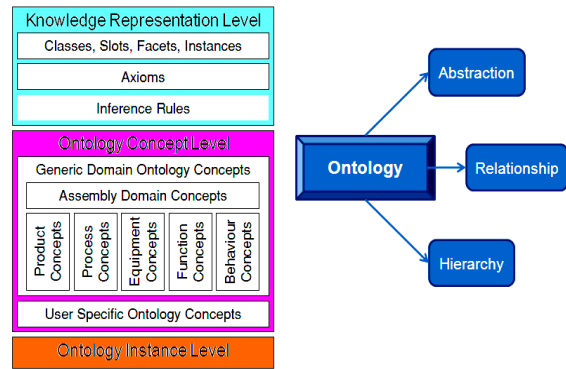 Knowledge Representation Level
Classes, Slots, Facets, Instances
Axioms
Inference Rules
Ontology Concept Level
Generic Domain Ontology Concepts
Assembly Domain Concepts
Product
Concepts
Process
Concepts
Equipment
Concepts
Function
Concepts
Behaviour
Concepts
User Specific Ontology Concepts
Ontology Instance Level
Ontology
Abstraction
Relationship
Hierarchy